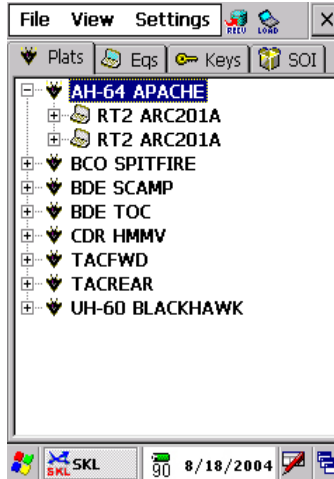 File View Settings RECV LOAD
Plats Eqs Keys SOI
AH-64 APACHE
RT2 ARC201A
RT2 ARC201A
BCO SPITFIRE
BDE SCAMP
BDE TOC
CDR HMMV
TACFWD
TACREAR
UH-60 BLACKHAWK
SKL SKL 90 8/18/2004